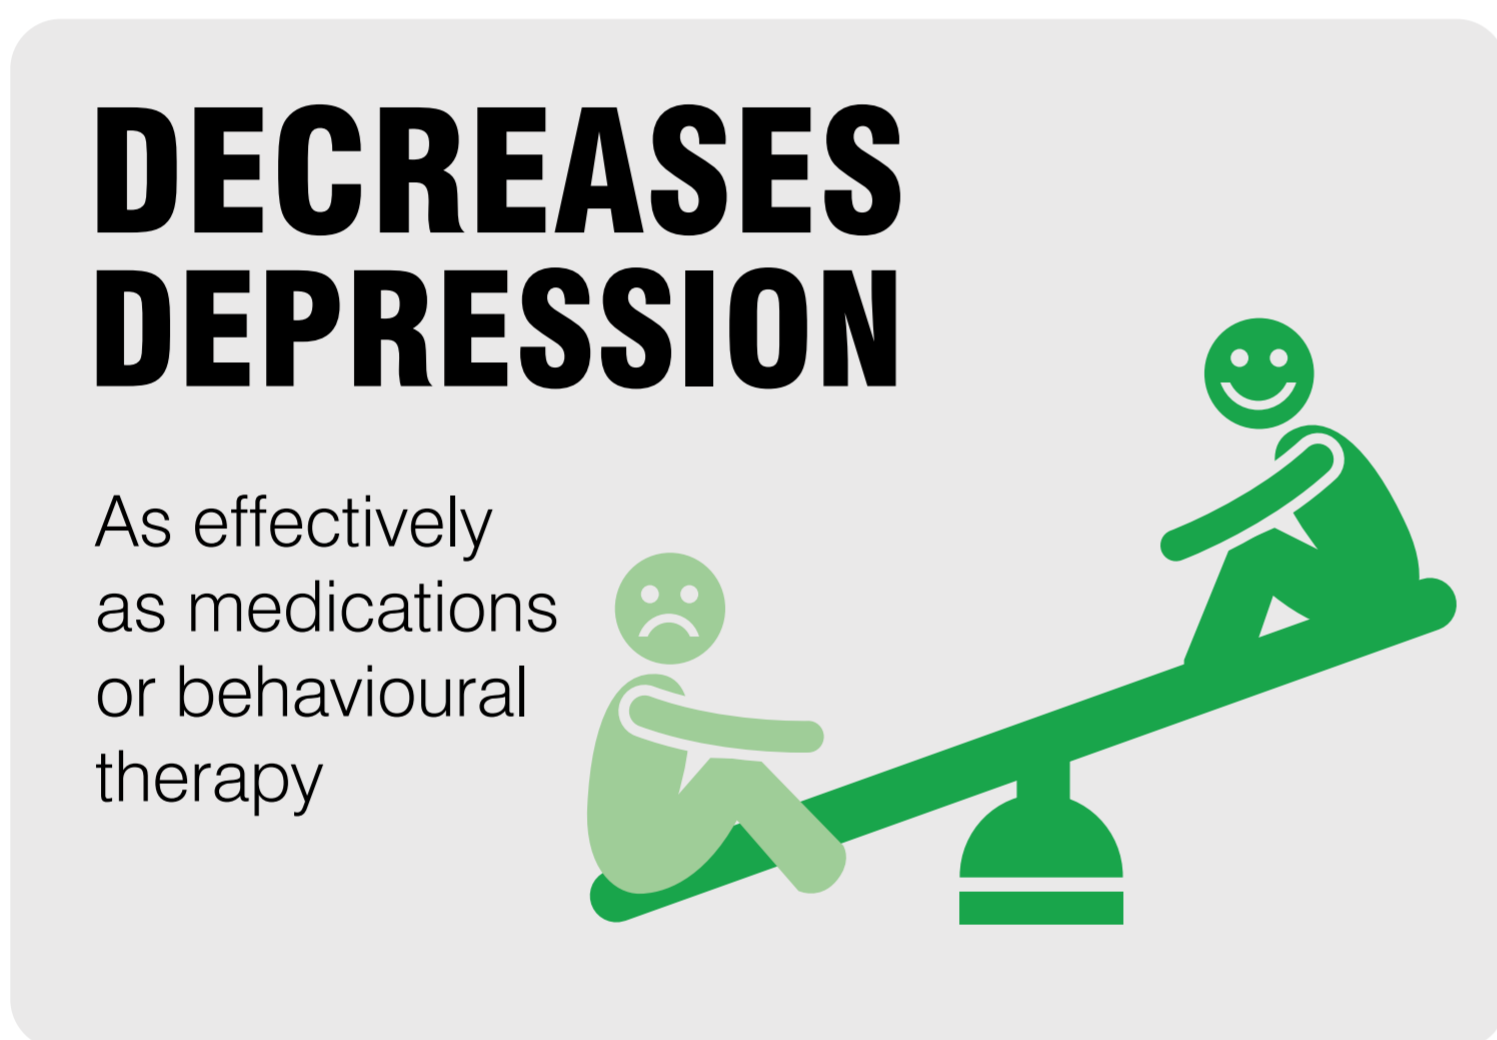 DECREASES
DEPRESSION
As effectively
as medications
or behavioural
therapy